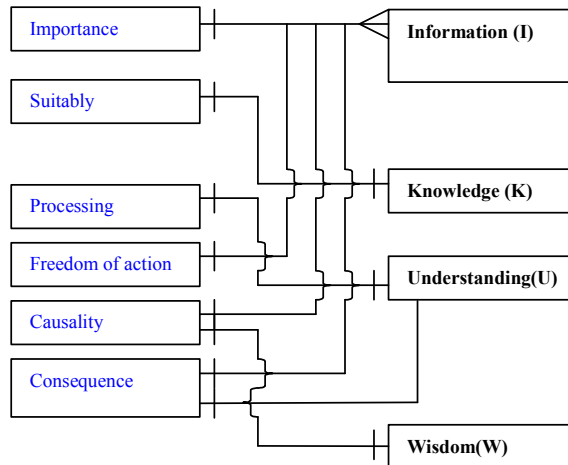 Importance
Suitably
Processing
Freedom of action
Causality
Consequence
Information (I)
Knowledge (K)
Understanding(U)
Wisdom(W)